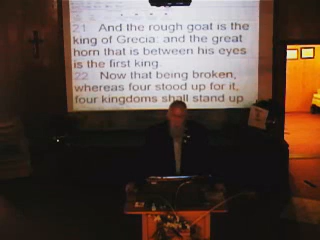 21 And the rough goat is the
king of Grecia: and the great
horn that is between his eyes
is the first king.
22 Now that being broken,
whereas four stood up for it,
four kingdoms shall stand up